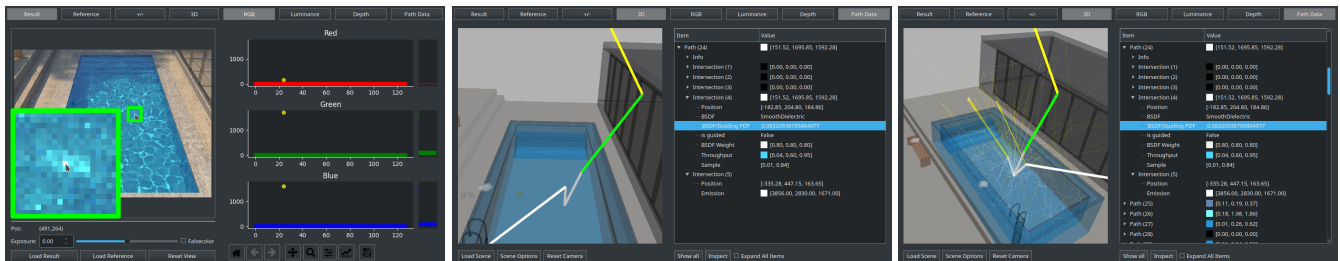 Result Reference +/- 3D RGB Luminance Depth Path Data
Red
1000
0
0 20 40 60 80 100 120
Green
1000
0
0 20 40 60 80 100 120
Blue
1000
0
0 20 40 60 80 100 120
Pos: (491,264)
Exposure: 0.00 Falsecolor
Load Result Load Reference Reset View
Result Reference +/- 3D RGB Luminance Depth Path Data
Item Value
Path (24) [151.52, 1695.85, 1592.28]
Info
Intersection (1) [0.00, 0.00, 0.00]
Intersection (2) [0.00, 0.00, 0.00]
Intersection (3) [0.00, 0.00, 0.00]
Intersection (4) [151.52, 1695.85, 1592.28]
Position [-182.85, 204.80, 184.86]
BSDF SmoothDielectric
BSDF/Guiding PDF
is guided False
BSDF Weight [0.80, 0.80, 0.80]
Throughput [0.04, 0.60, 0.95]
Sample [0.01, 0.84]
Intersection (5)
Position [-335.28, 447.15, 163.65]
Emission [3856.00, 2830.00, 1671.00]
Load Scene Scene Options Reset Camera Show all Inspect Expand All Items
Result Reference +/- 3D RGB Luminance Depth Path Data
Item Value
Path (24) [151.52, 1695.85, 1592.28]
Info
Intersection (1) [0.00, 0.00, 0.00]
Intersection (2) [0.00, 0.00, 0.00]
Intersection (3) [0.00, 0.00, 0.00]
Intersection (4) [151.52, 1695.85, 1592.28]
Position [-182.85, 204.80, 184.86]
BSDF SmoothDielectric
BSDF/Guiding PDF
is guided False
BSDF Weight [0.80, 0.80, 0.80]
Throughput [0.04, 0.60, 0.95]
Sample [0.01, 0.84]
Intersection (5)
Position [-335.28, 447.15, 163.65]
Emission [3856.00, 2830.00, 1671.00]
Path (25) [0.11, 0.19, 0.37]
Path (26) [0.18, 1.98, 1.86]
Path (27) [0.01, 0.26, 0.62]
Path (28) [0.00, 0.00, 0.00]
Load Scene Scene Options Reset Camera Show all Inspect Expand All Items